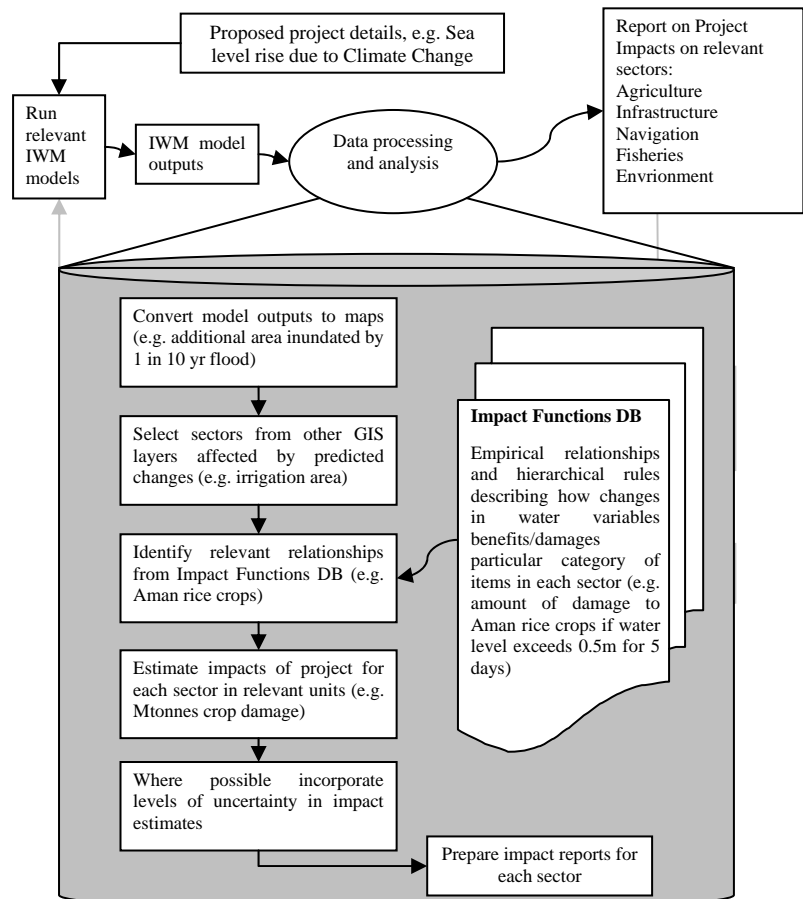 Proposed project details, e.g. Sea
level rise due to Climate Change
Report on Project
Impacts on relevant
sectors:
Agriculture
Infrastructure
Navigation
Fisheries
Envrionment
Run
relevant
IWM
models
IWM model
outputs
Data processing
and analysis
Convert model outputs to maps
(e.g. additional area inundated by
1 in 10 yr flood)
Select sectors from other GIS
layers affected by predicted
changes (e.g. irrigation area)
Identify relevant relationships
from Impact Functions DB (e.g.
Aman rice crops)
Estimate impacts of project for
each sector in relevant units (e.g.
Mtonnes crop damage)
Where possible incorporate
levels of uncertainty in impact
estimates
Impact Functions DB
Empirical relationships
and hierarchical rules
describing how changes
in water variables
benefits/damages
particular category of
items in each sector (e.g.
amount of damage to
Aman rice crops if water
level exceeds 0.5m for 5
days)
Prepare impact reports for
each sector